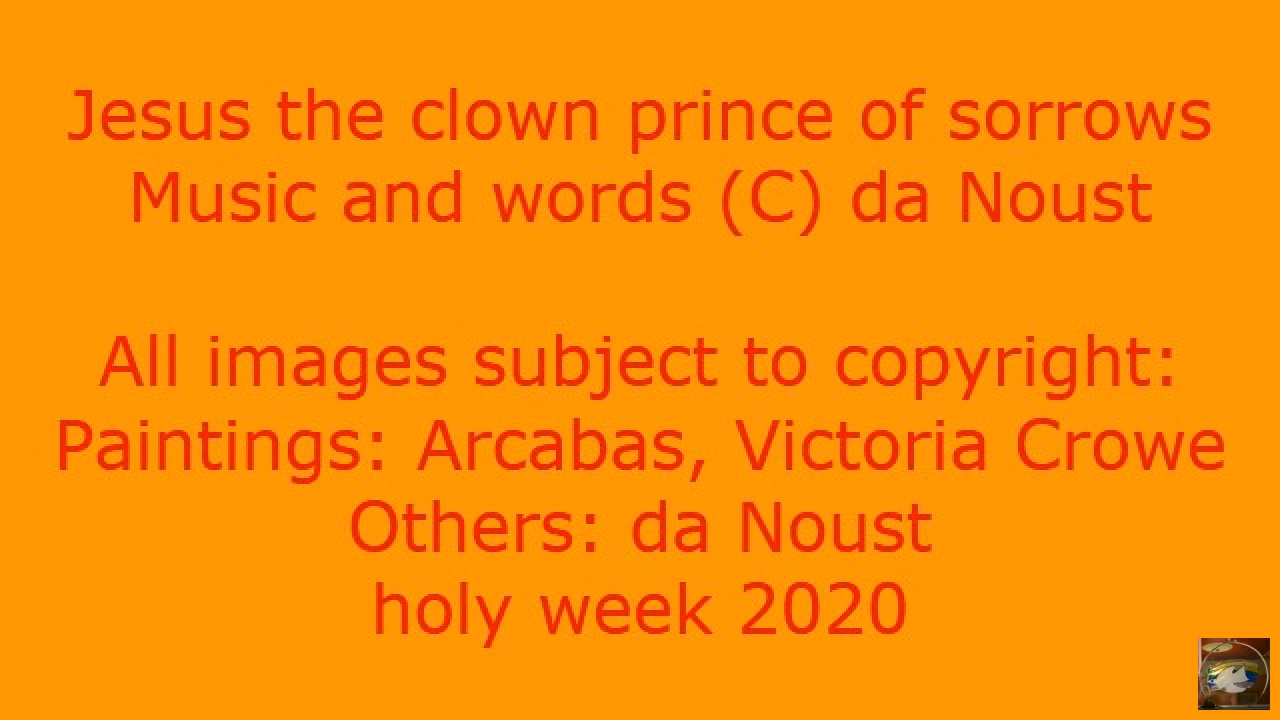 Jesus the clown prince of sorrows
Music and words (C) da Noust
All images subject to copyright:
Paintings: Arcabas, Victoria Crowe
Others: da Noust
holy week 2020